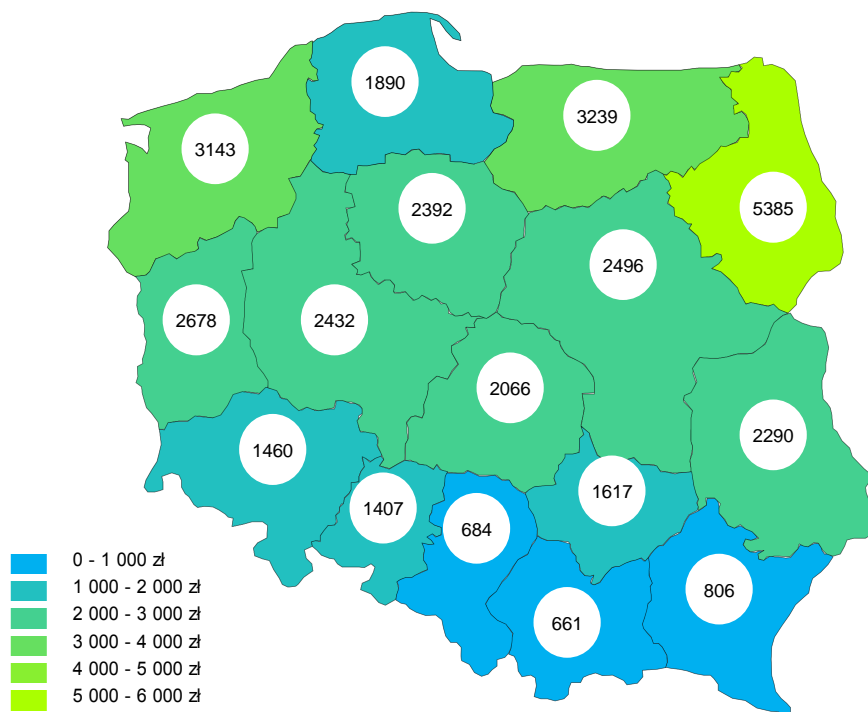 1890
3239
3143
2392
5385
2496
2678
2432
2066
2290
1460
1617
1407
684
806
661
0 - 1 000 zł
1 000 - 2 000 zł
2 000 - 3 000 zł
3 000 - 4 000 zł
4 000 - 5 000 zł
5 000 - 6 000 zł